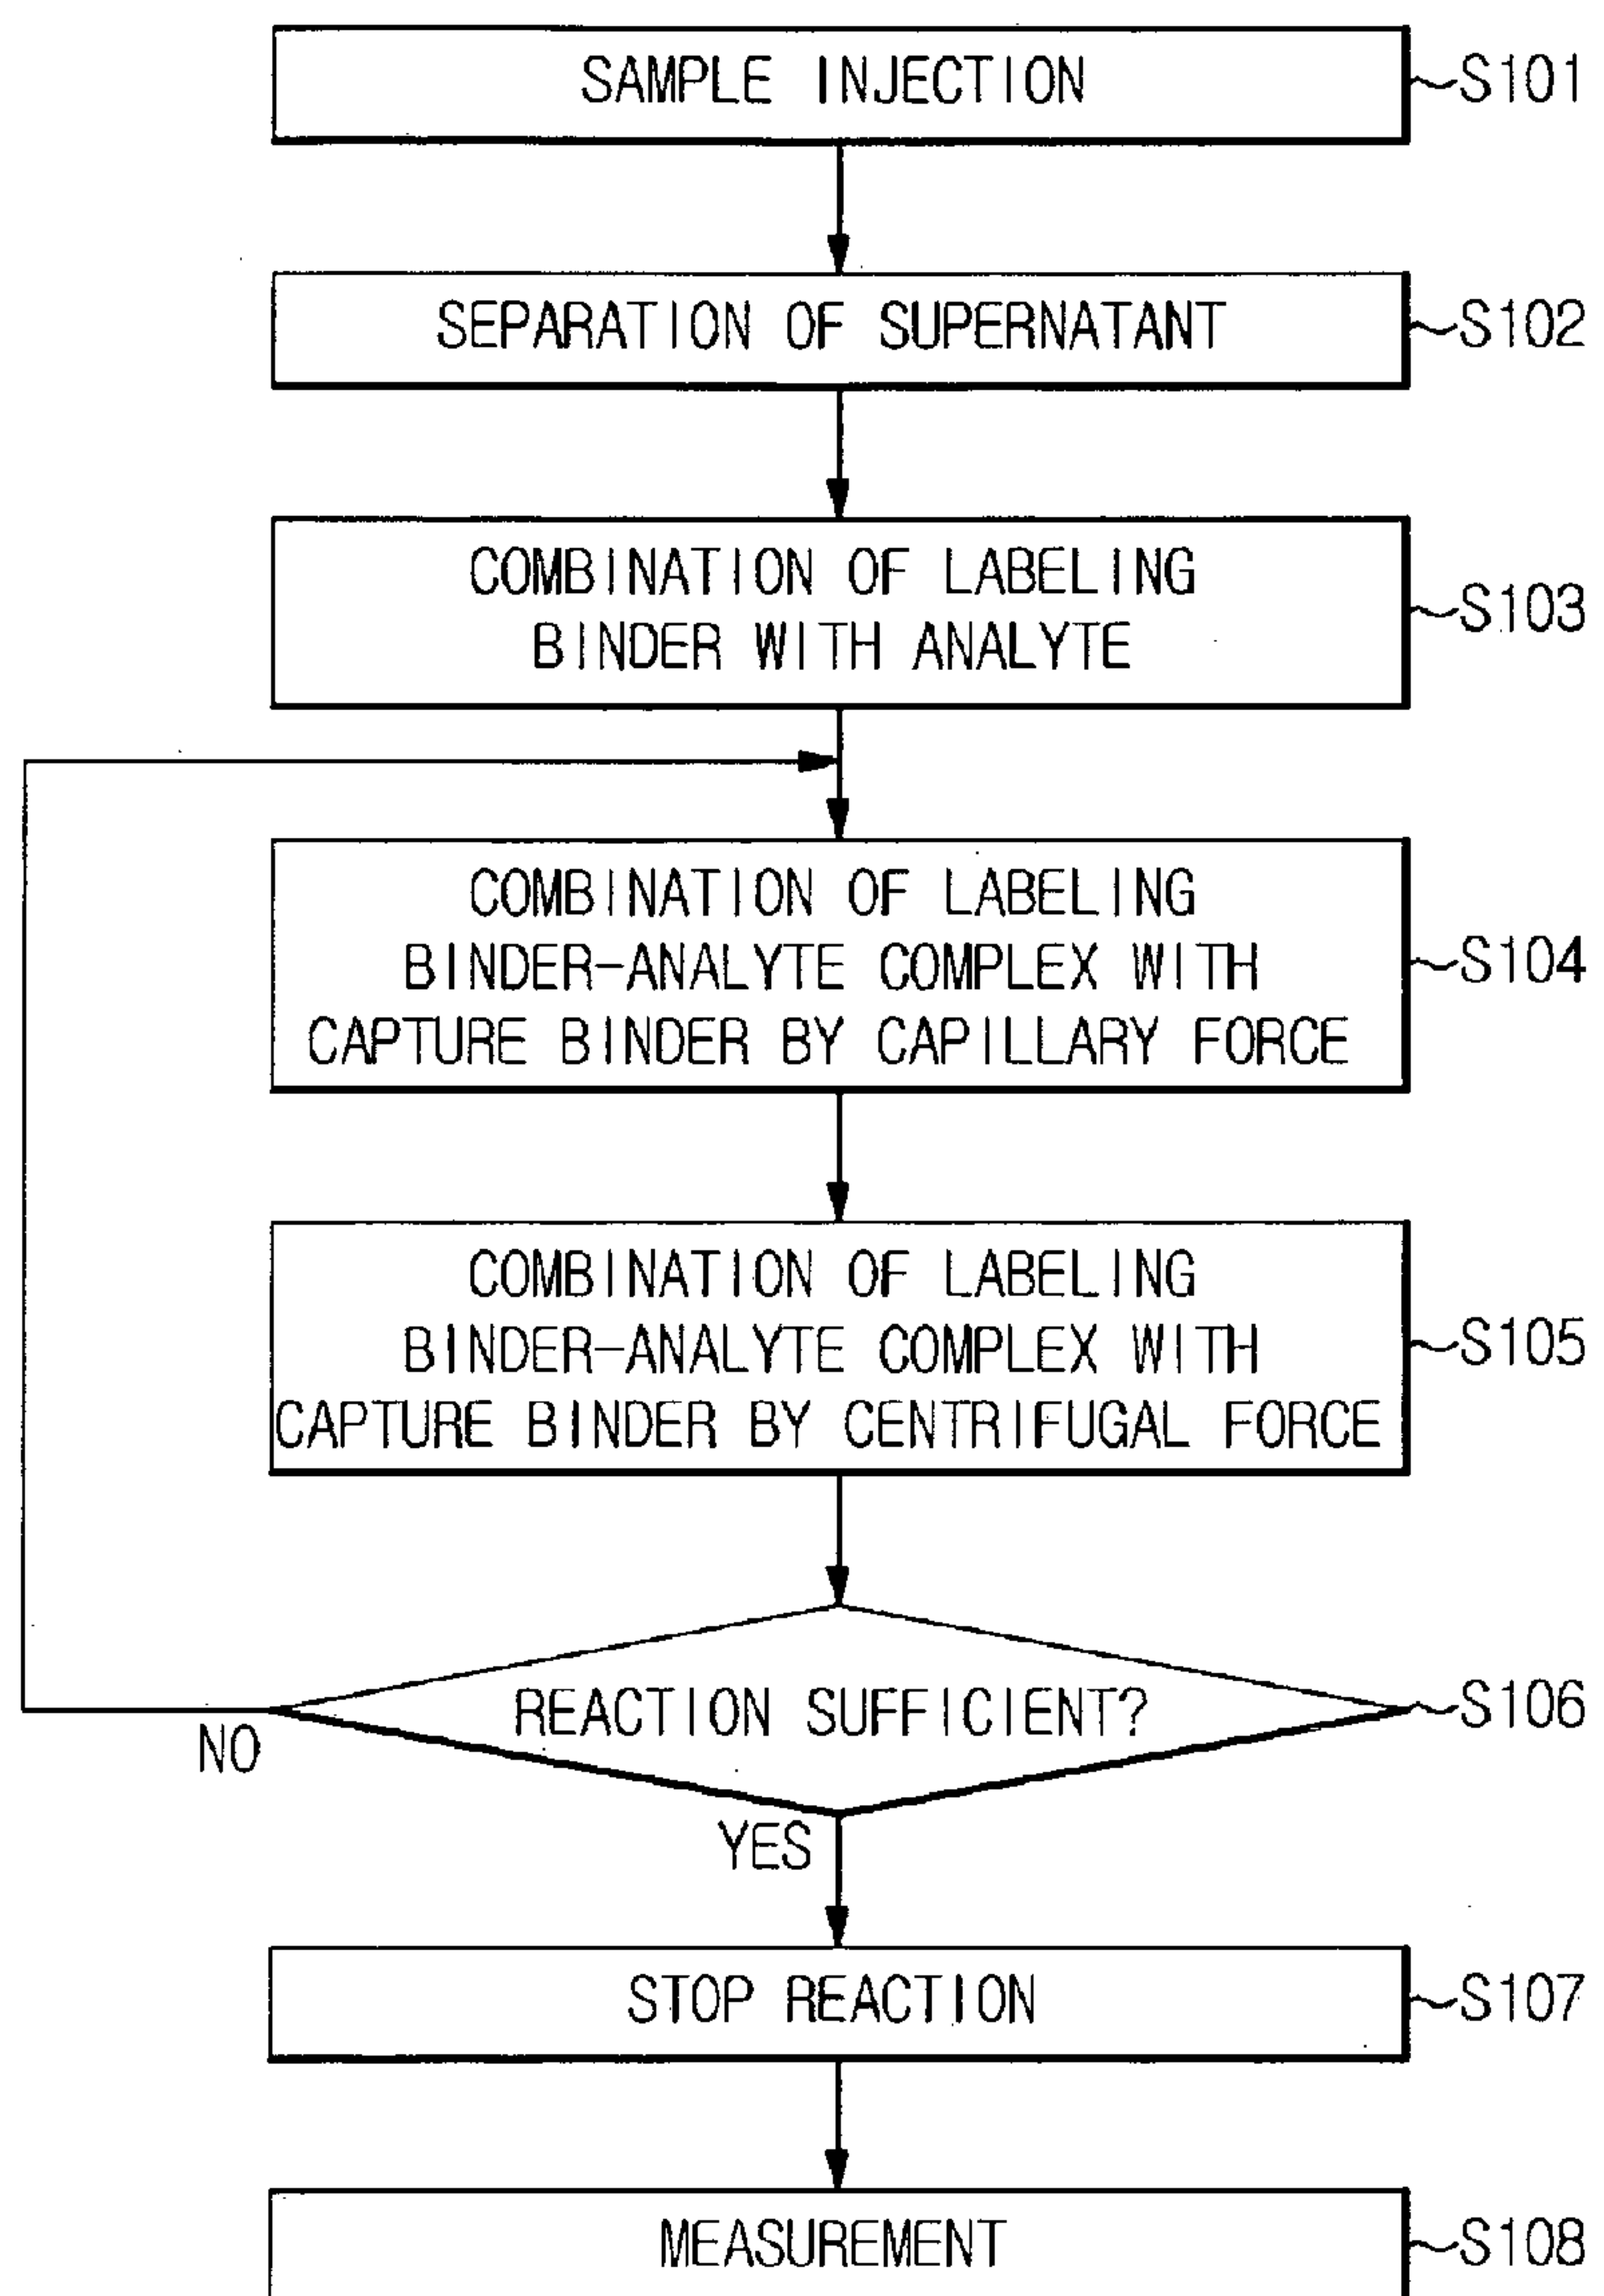 SAMPLE INJECTION
S101
SEPARATION OF SUPERNATANT
S102
COMBINATION OF LABELING
BINDER WITH ANALYTE
S103
COMBINATION OF LABELING
BINDER-ANALYTE COMPLEX WITH
CAPTURE BINDER BY CAPILLARY FORCE
S104
COMBINATION OF LABELING
BINDER-ANALYTE COMPLEX WITH
CAPTURE BINDER BY CENTRIFUGAL FORCE
S105
REACTION SUFFICIENT?
S106
NO
YES
STOP REACTION
S107
MEASUREMENT
S108